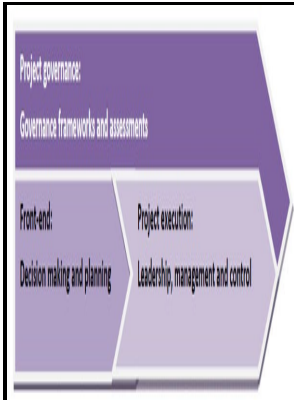 Project governance:
Governance frameworks and assessments
Front-end:
Decision making and planning
Project execution:
Leadership, management and control